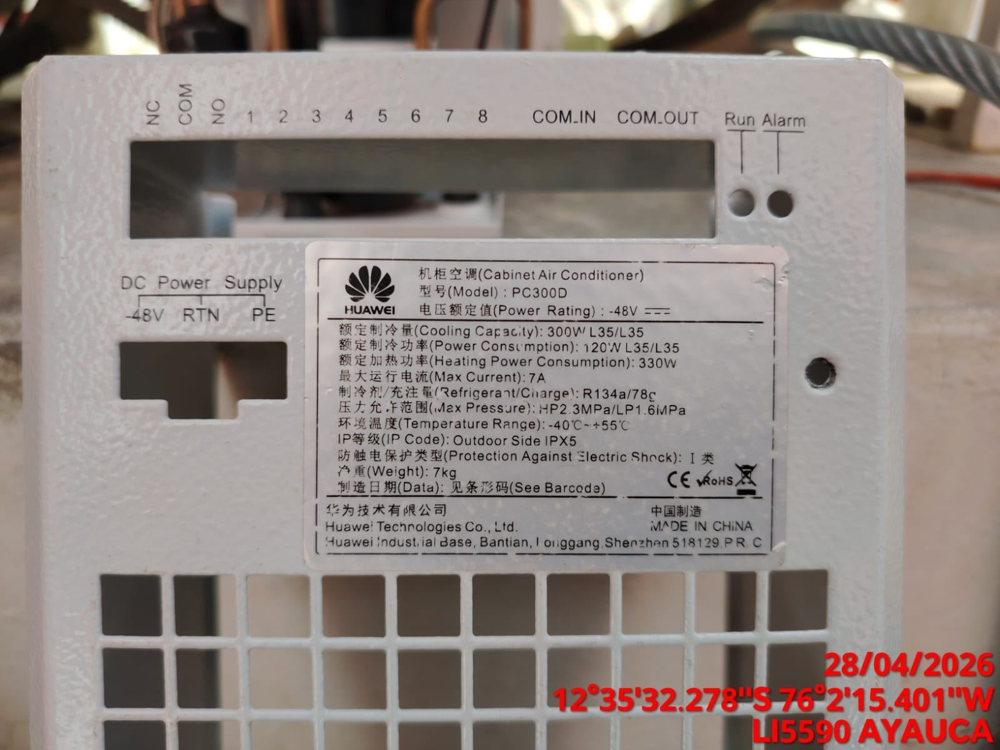 NC COM NO 1 2 3 4 5 6 7 8 COM_IN COM_OUT Run Alarm
DC Power Supply
-48V RTN PE
HUAWEI
机柜空调(Cabinet Air Conditioner)
型号(Model) : PC300D
电压额定值(Power Rating) : -48V
额定制冷量(Cooling Capacity): 300W L35/L35
额定制冷功率(Power Consumption): 120W L35/L35
额定加热功率(Heating Power Consumption): 330W
最大运行电流(Max Current): 7A
制冷剂/充注量(Refrigerant/Charge): R134a/78g
压力允许范围(Max Pressure): HP2.3MPa/LP1.6MPa
环境温度(Temperature Range): -40℃~+55℃
IP等级(IP Code): Outdoor Side IPX5
防触电保护类型(Protection Against Electric Shock): I 类
净重(Weight): 7kg
制造日期(Data): 见条形码(See Barcode)
CE RoHS
华为技术有限公司
中国制造
Huawei Technologies Co., Ltd.
MADE IN CHINA
Huawei Industrial Base, Bantian, Longgang, Shenzhen 518129, P.R. C
28/04/2026
12°35'32.278"S 76°2'15.401"W
LI5590 AYAUCA